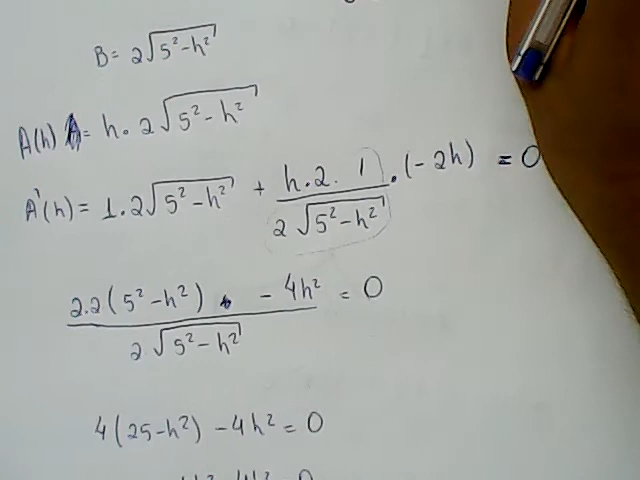 B = 2√(5²-h²)
A(h) = h·2√(5²-h²)
A'(h) = 1·2√(5²-h²) + (h·2·1)/(2√(5²-h²))·(-2h) = 0
(2·2(5²-h²) - 4h²)/(2√(5²-h²)) = 0
4(25-h²) - 4h² = 0